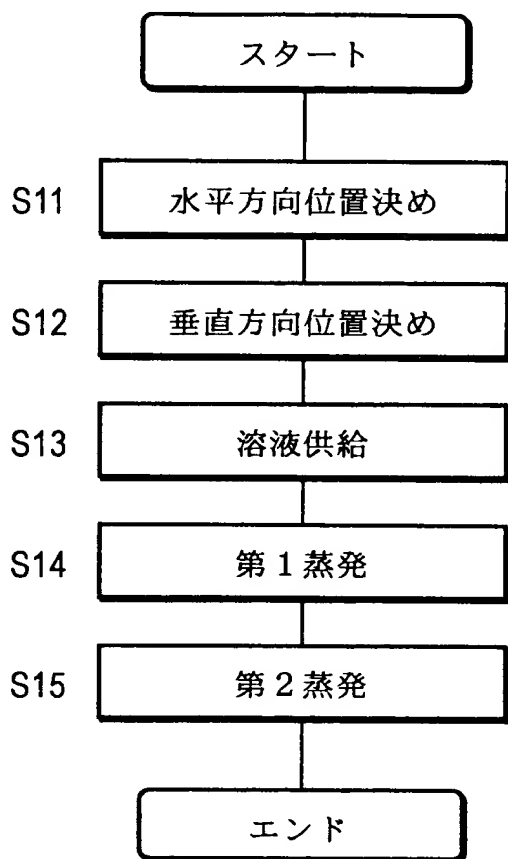 スタート
S11 水平方向位置決め
S12 垂直方向位置決め
S13 溶液供給
S14 第1蒸発
S15 第2蒸発
エンド